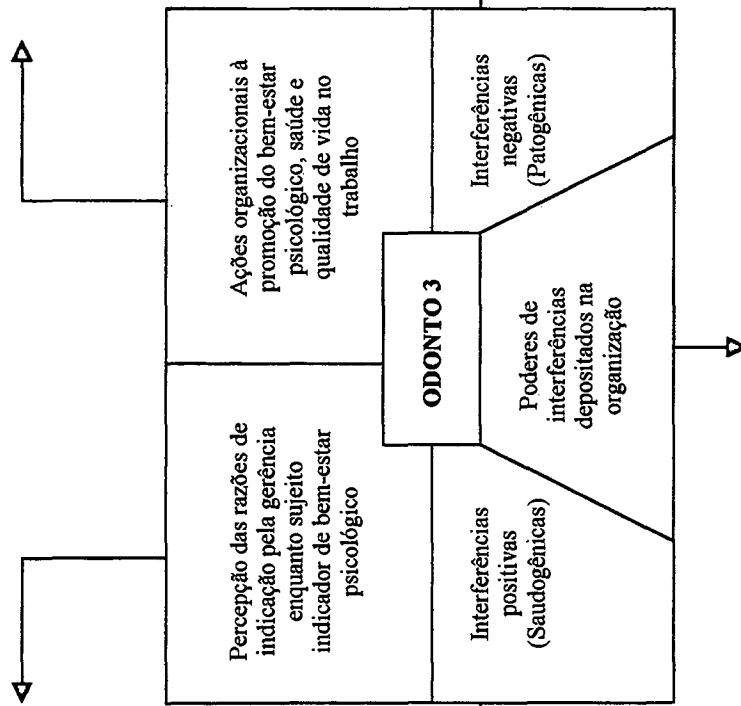 Percepção das razões de
indicação pela gerência
enquanto sujeito
indicador de bem-estar
psicológico
Ações organizacionais à
promoção do bem-estar
psicológico, saúde e
qualidade de vida no
trabalho
ODONTO 3
Interferências
positivas
(Saudogênicas)
Poderes de
interferências
depositados na
organização
Interferências
negativas
(Patogênicas)